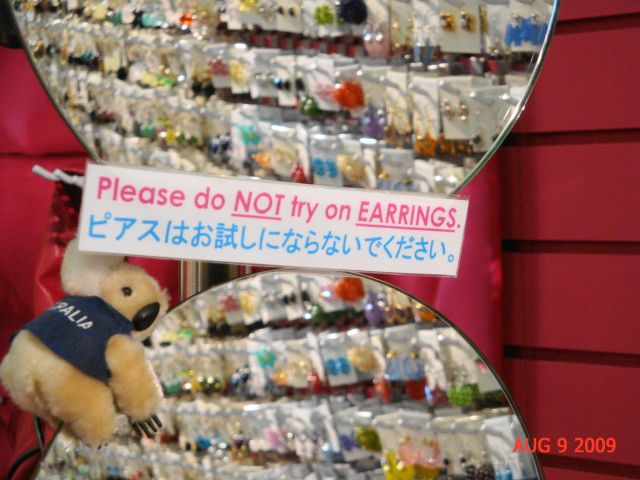 Please do NOT try on EARRINGS.
ピアスはお試しにならないでください。
RALIA
AUG 9 2009